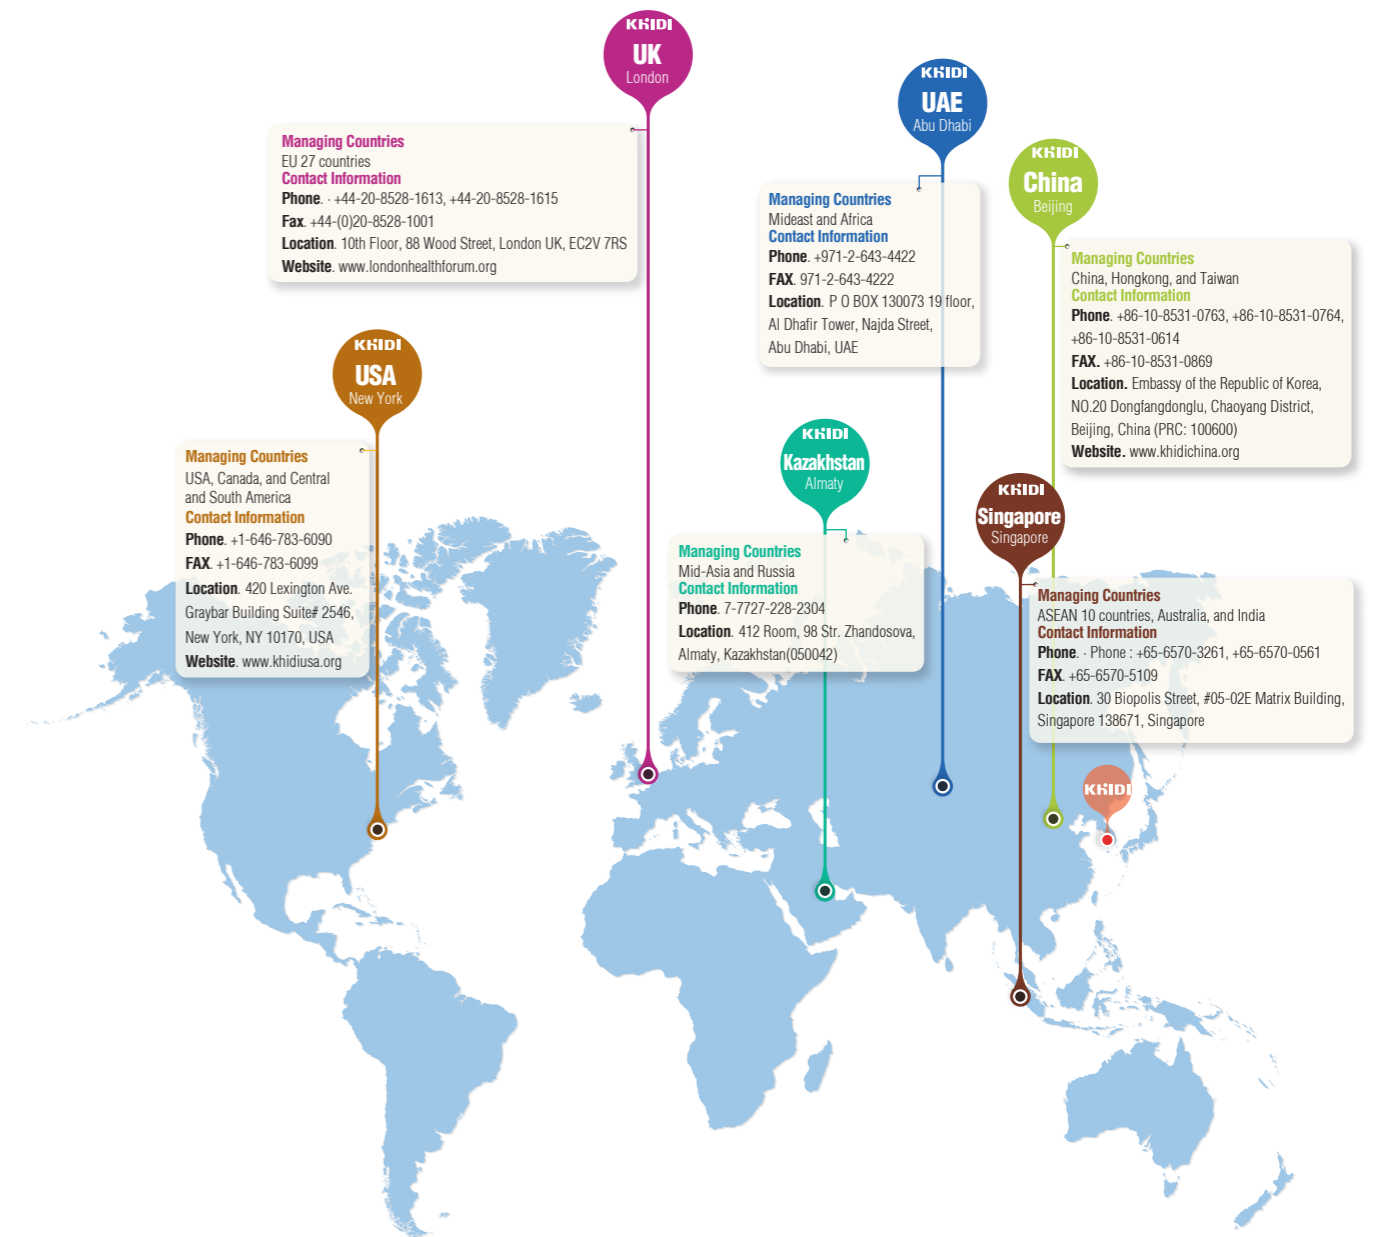 KHIDI
UK
London
Managing Countries
EU 27 countries
Contact Information
Phone. · +44-20-8528-1613, +44-20-8528-1615
Fax. +44-(0)20-8528-1001
Location. 10th Floor, 88 Wood Street, London UK, EC2V 7RS
Website. www.londonhealthforum.org
KHIDI
UAE
Abu Dhabi
Managing Countries
Mideast and Africa
Contact Information
Phone. +971-2-643-4422
FAX. 971-2-643-4222
Location. P O BOX 130073 19 floor,
Al Dhafir Tower, Najda Street,
Abu Dhabi, UAE
KHIDI
China
Beijing
Managing Countries
China, Hongkong, and Taiwan
Contact Information
Phone. +86-10-8531-0763, +86-10-8531-0764,
+86-10-8531-0614
FAX. +86-10-8531-0869
Location. Embassy of the Republic of Korea,
NO.20 Dongfangdonglu, Chaoyang District,
Beijing, China (PRC: 100600)
Website. www.khidichina.org
KHIDI
USA
New York
Managing Countries
USA, Canada, and Central
and South America
Contact Information
Phone. +1-646-783-6090
FAX. +1-646-783-6099
Location. 420 Lexington Ave.
Graybar Building Suite# 2546,
New York, NY 10170, USA
Website. www.khidiusa.org
KHIDI
Kazakhstan
Almaty
Managing Countries
Mid-Asia and Russia
Contact Information
Phone. 7-7727-228-2304
Location. 412 Room, 98 Str. Zhandosova,
Almaty, Kazakhstan(050042)
KHIDI
Singapore
Singapore
Managing Countries
ASEAN 10 countries, Australia, and India
Contact Information
Phone. · Phone : +65-6570-3261, +65-6570-0561
FAX. +65-6570-5109
Location. 30 Biopolis Street, #05-02E Matrix Building,
Singapore 138671, Singapore
KHIDI